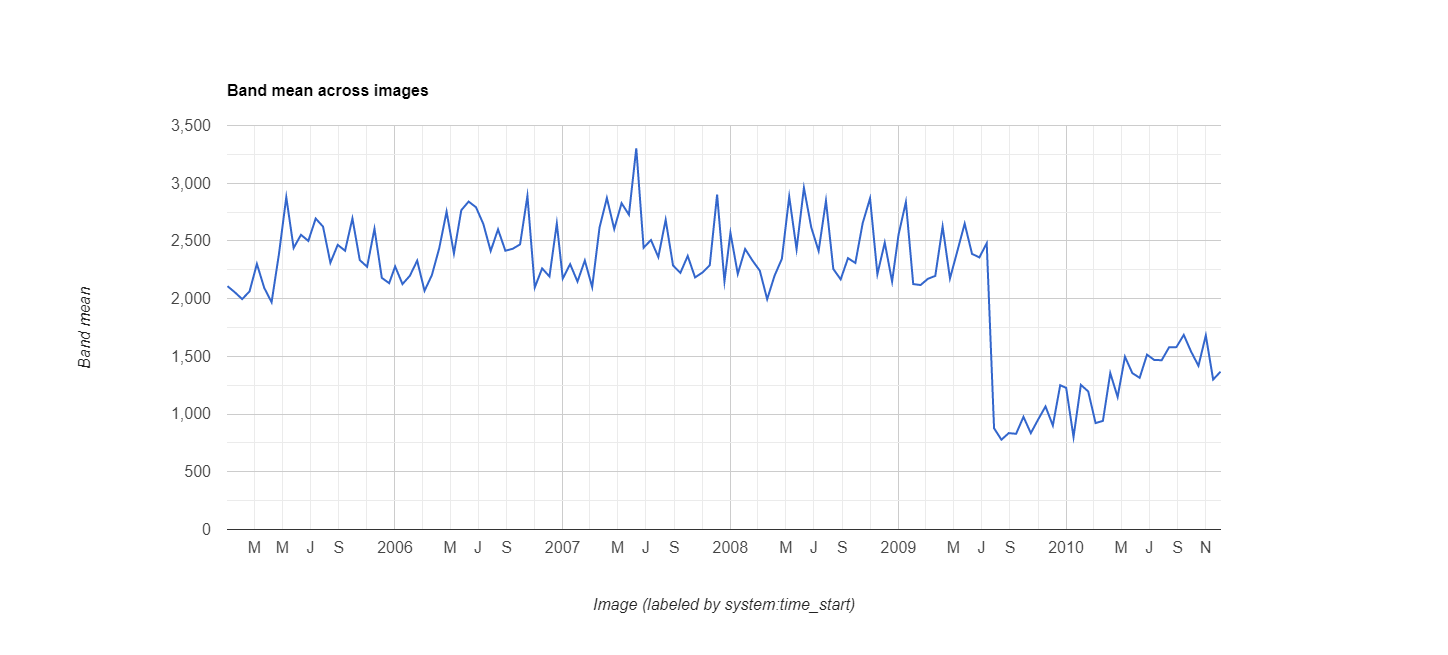 Band mean across images
3,500
3,000
2,500
2,000
1,500
1,000
500
0
Band mean
M M J S 2006 M J S 2007 M J S 2008 M J S 2009 M J S 2010 M J S N
Image (labeled by system:time_start)